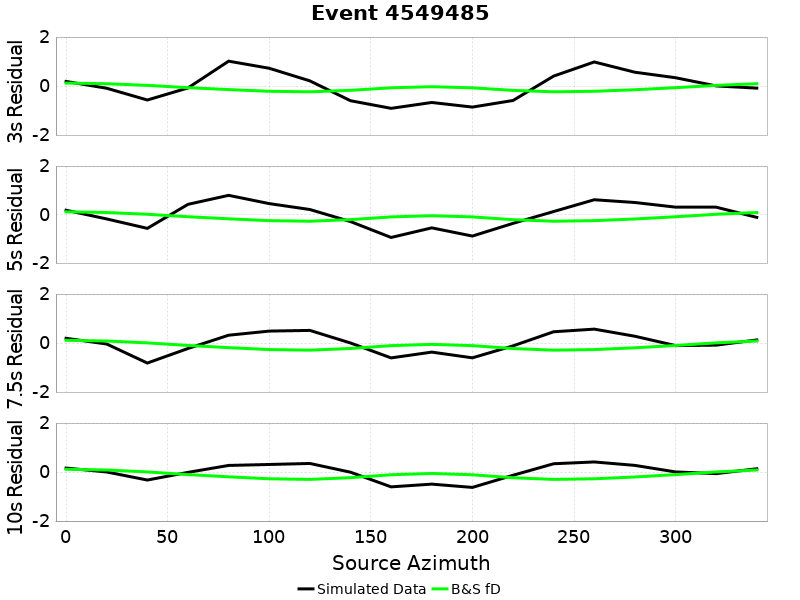 Event 4549485
3s Residual
2
0
-2
5s Residual
2
0
-2
7.5s Residual
2
0
-2
10s Residual
2
0
-2
0 50 100 150 200 250 300
Source Azimuth
Simulated Data B&S fD